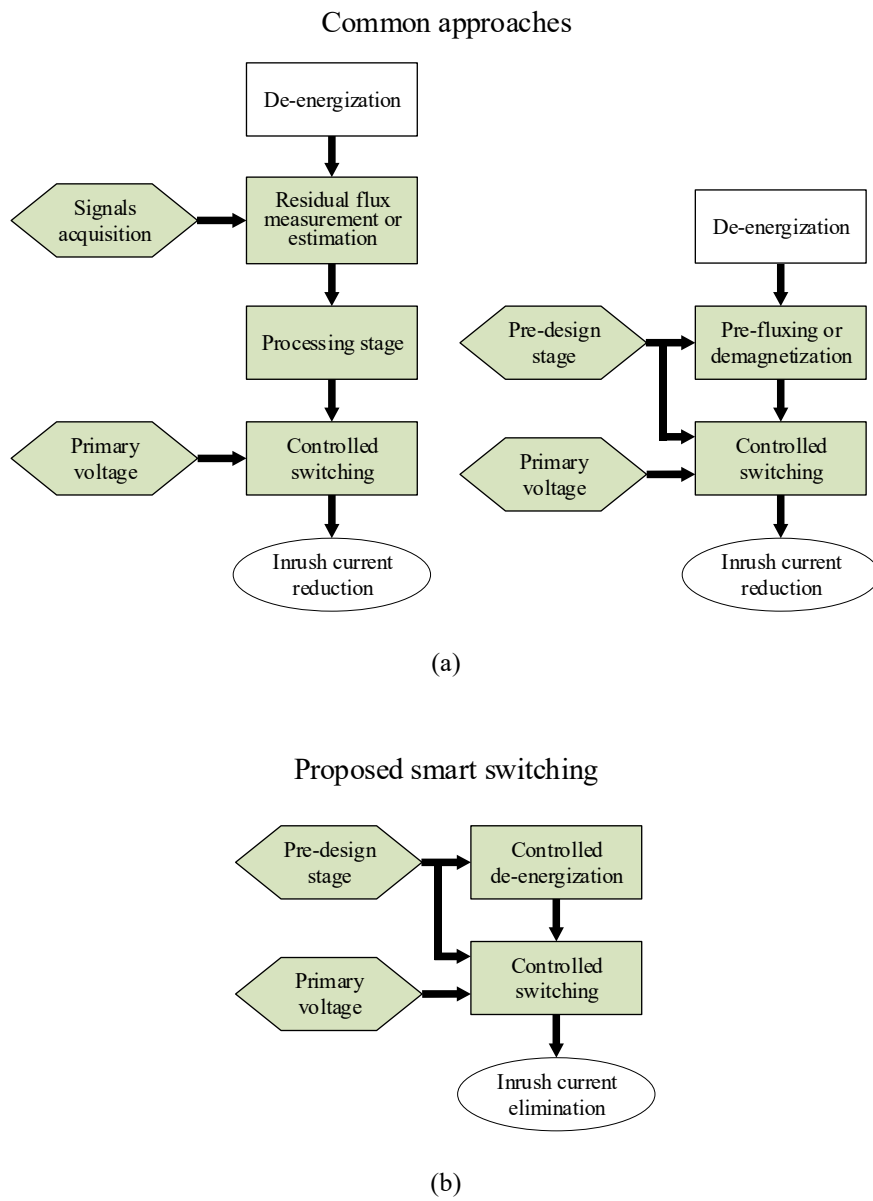 Common approaches
De-energization
Signals
acquisition
Residual flux
measurement or
estimation
Processing stage
Primary
voltage
Controlled
switching
Inrush current
reduction
De-energization
Pre-design
stage
Pre-fluxing or
demagnetization
Primary
voltage
Controlled
switching
Inrush current
reduction
(a)
Proposed smart switching
Pre-design
stage
Controlled
de-energization
Primary
voltage
Controlled
switching
Inrush current
elimination
(b)